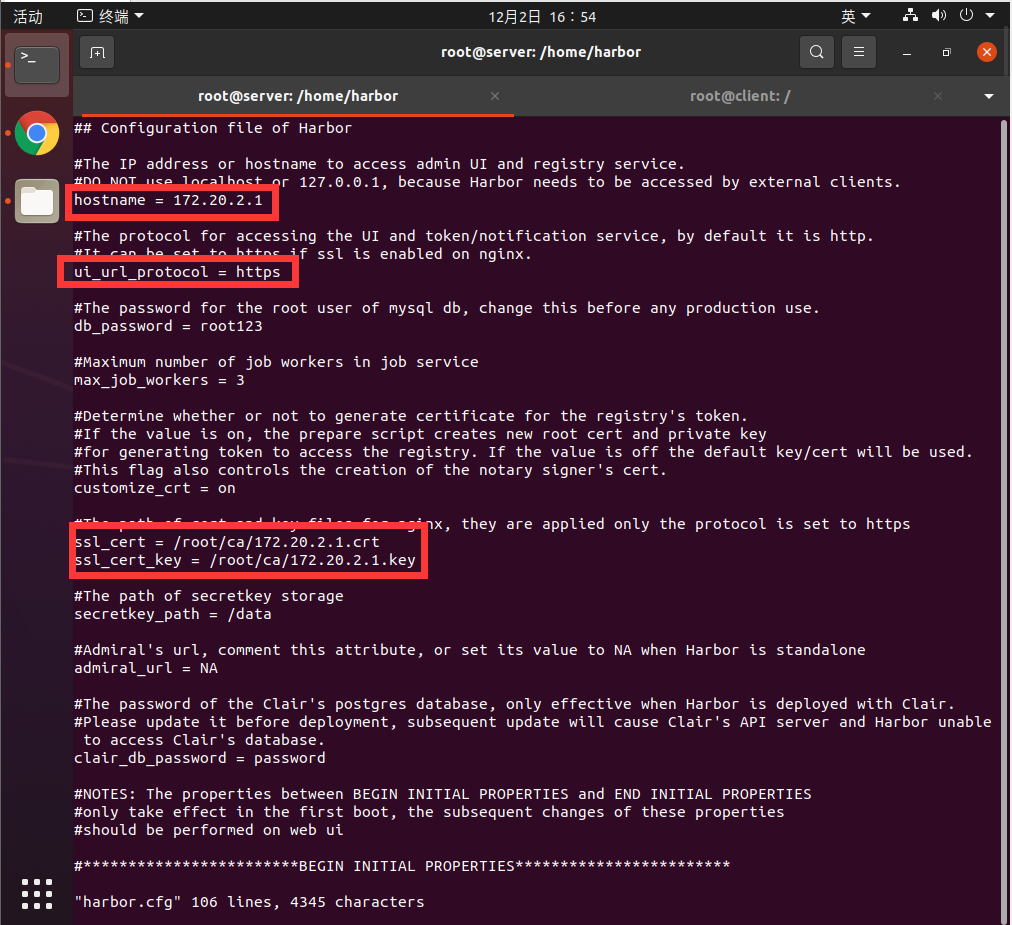 活动 终端 12月2日 16：54 英
root@server: /home/harbor
root@server: /home/harbor × root@client: / ×
## Configuration file of Harbor
#The IP address or hostname to access admin UI and registry service.
#DO NOT use localhost or 127.0.0.1, because Harbor needs to be accessed by external clients.
hostname = 172.20.2.1
#The protocol for accessing the UI and token/notification service, by default it is http.
#It can be set to https if ssl is enabled on nginx.
ui_url_protocol = https
#The password for the root user of mysql db, change this before any production use.
db_password = root123
#Maximum number of job workers in job service
max_job_workers = 3
#Determine whether or not to generate certificate for the registry's token.
#If the value is on, the prepare script creates new root cert and private key
#for generating token to access the registry. If the value is off the default key/cert will be used.
#This flag also controls the creation of the notary signer's cert.
customize_crt = on
#The path of cert and key files for nginx, they are applied only the protocol is set to https
ssl_cert = /root/ca/172.20.2.1.crt
ssl_cert_key = /root/ca/172.20.2.1.key
#The path of secretkey storage
secretkey_path = /data
#Admiral's url, comment this attribute, or set its value to NA when Harbor is standalone
admiral_url = NA
#The password of the Clair's postgres database, only effective when Harbor is deployed with Clair.
#Please update it before deployment, subsequent update will cause Clair's API server and Harbor unable
 to access Clair's database.
clair_db_password = password
#NOTES: The properties between BEGIN INITIAL PROPERTIES and END INITIAL PROPERTIES
#only take effect in the first boot, the subsequent changes of these properties
#should be performed on web ui
#************************BEGIN INITIAL PROPERTIES************************
"harbor.cfg" 106 lines, 4345 characters